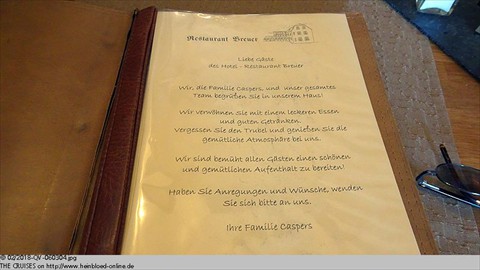 Restaurant Breuer
Liebe Gäste
des Hotel - Restaurant Breuer
Wir, die Familie Caspers, und unser gesamtes
Team begrüßen Sie in unserem Haus!
Wir verwöhnen Sie mit einem leckeren Essen
und guten Getränken.
Vergessen Sie den Trubel und genießen Sie die
gemütliche Atmosphäre bei uns.
Wir sind bemüht allen Gästen einen schönen
und gemütlichen Aufenthalt zu bereiten!
Haben Sie Anregungen und Wünsche, wenden
Sie sich bitte an uns.
Ihre Familie Caspers
© 02/2018-QV-060304.jpg
THE CRUISES on http://www.heinbloed-online.de